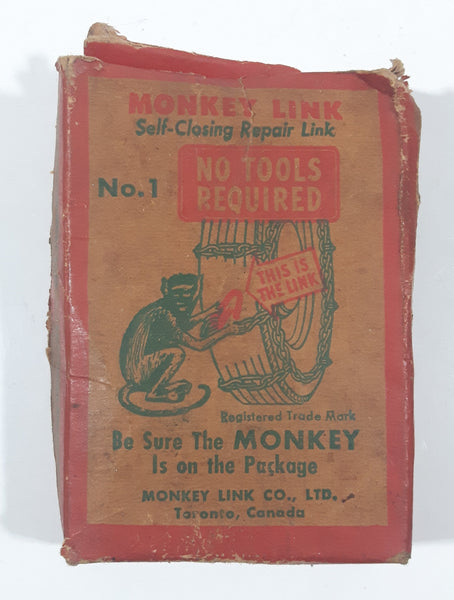 MONKEY LINK
Self-Closing Repair Link
No. 1
NO TOOLS
REQUIRED
THIS IS
THE LINK
Registered Trade Mark
Be Sure The MONKEY
Is on the Package
MONKEY LINK CO., LTD.
Toronto, Canada